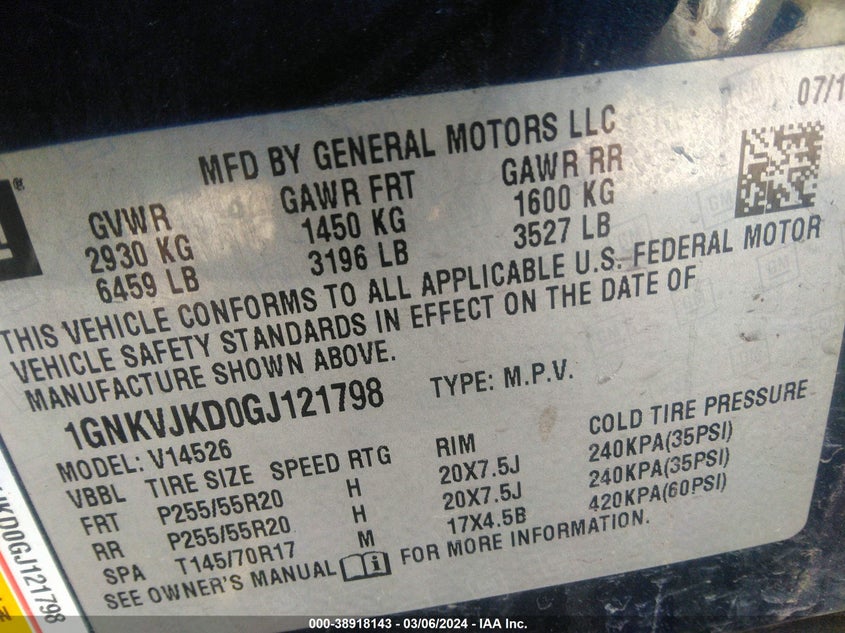 07/1
MFD BY GENERAL MOTORS LLC
GVWR GAWR FRT GAWR RR
2930 KG 1450 KG 1600 KG
6459 LB 3196 LB 3527 LB
THIS VEHICLE CONFORMS TO ALL APPLICABLE U.S. FEDERAL MOTOR
VEHICLE SAFETY STANDARDS IN EFFECT ON THE DATE OF
MANUFACTURE SHOWN ABOVE.
1GNKVJKD0GJ121798 TYPE: M.P.V.
MODEL: V14526
VBBL TIRE SIZE SPEED RTG RIM COLD TIRE PRESSURE
FRT P255/55R20 H 20X7.5J 240KPA(35PSI)
RR P255/55R20 H 20X7.5J 240KPA(35PSI)
SPA T145/70R17 M 17X4.5B 420KPA(60PSI)
SEE OWNER'S MANUAL FOR MORE INFORMATION.
JKD0GJ121798
000-38918143 - 03/06/2024 - IAA Inc.